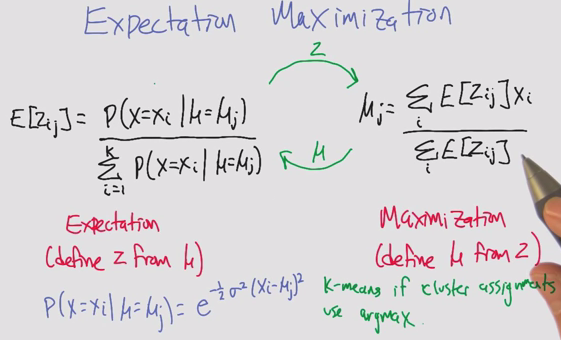 Expectation Maximization
z
E[Zij] = P(x=xi | μ=μj) / Σ i=1 k P(x=xi | μ=μj)
μj = Σi E[Zij] xi / Σi E[Zij]
μ
Expectation
(define z from μ)
Maximization
(define μ from z)
P(x=xi | μ=μj) = e^(-1/2 σ² (xi-μj)²)
K-means if cluster assignments
use argmax.